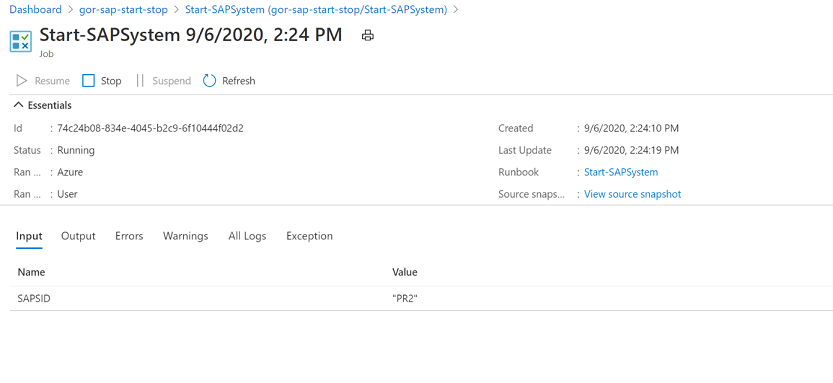 Dashboard > gor-sap-start-stop > Start-SAPSystem (gor-sap-start-stop/Start-SAPSystem) >
Start-SAPSystem 9/6/2020, 2:24 PM
Job
Resume Stop Suspend Refresh
Essentials
Id : 74c24b08-834e-4045-b2c9-6f10444f02d2 Created : 9/6/2020, 2:24:10 PM
Status : Running Last Update : 9/6/2020, 2:24:19 PM
Ran ... : Azure Runbook : Start-SAPSystem
Ran ... : User Source snaps... : View source snapshot
Input Output Errors Warnings All Logs Exception
Name Value
SAPSID "PR2"